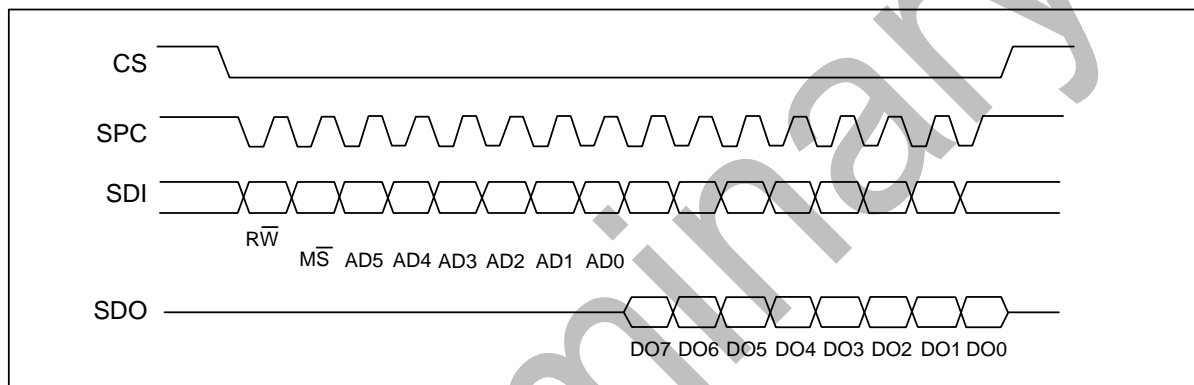 CS
SPC
SDI
RW̅
MS̅ AD5 AD4 AD3 AD2 AD1 AD0
SDO
DO7 DO6 DO5 DO4 DO3 DO2 DO1 DO0
minary